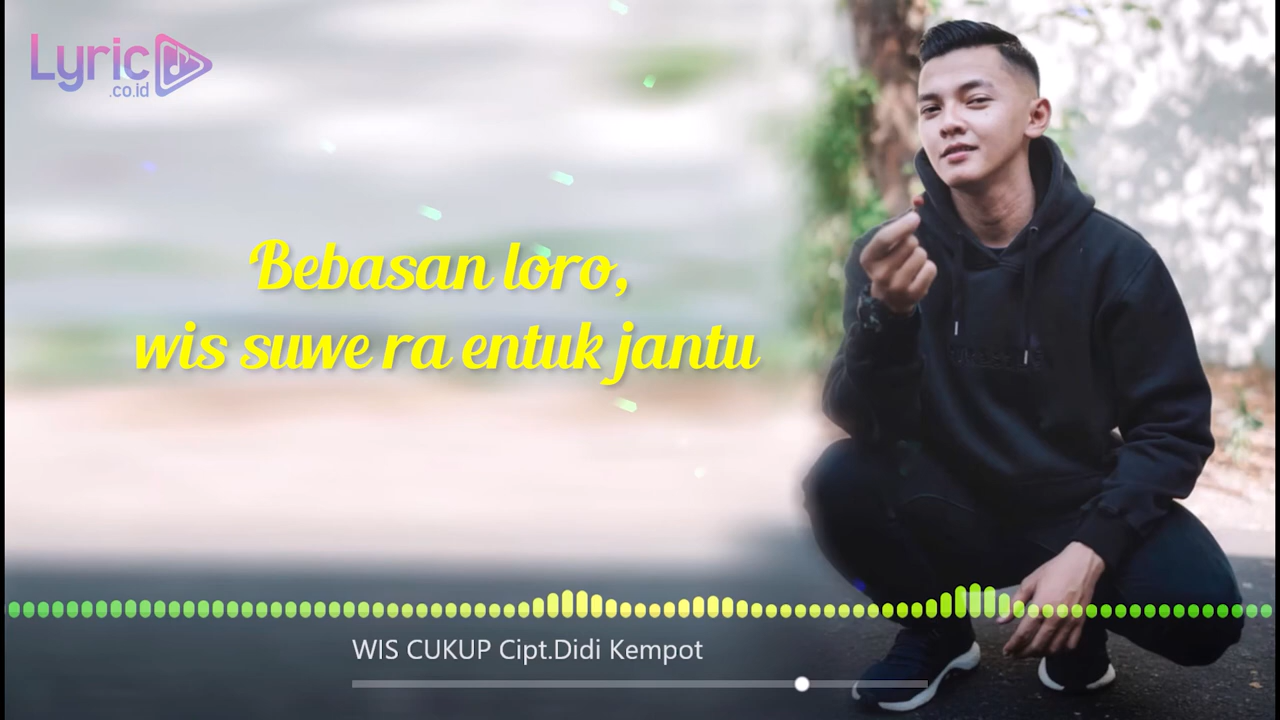 Lyric
.co.id
Bebasan loro,
wis suwe ra entuk jantu
WIS CUKUP Cipt.Didi Kempot